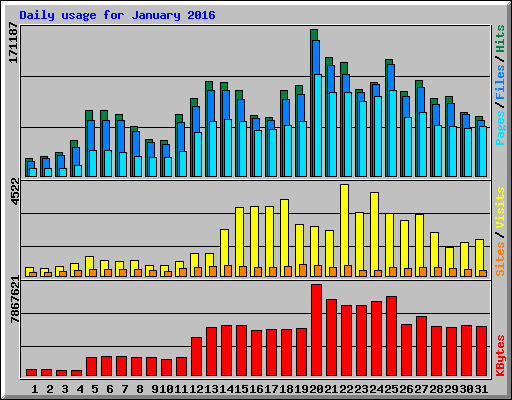 Daily usage for January 2016
171187
Pages/Files/Hits
4522
Sites/Visits
7867621
KBytes
1 2 3 4 5 6 7 8 9 10 11 12 13 14 15 16 17 18 19 20 21 22 23 24 25 26 27 28 29 30 31